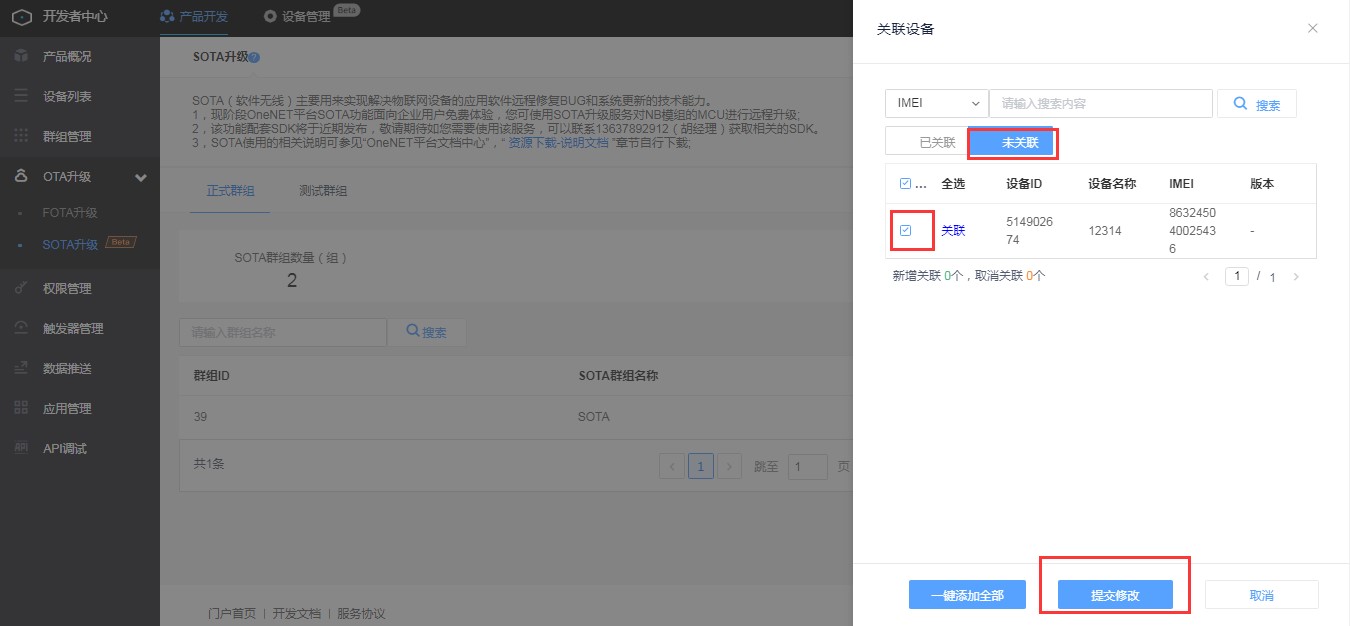 开发者中心
产品开发
设备管理
Beta
产品概况
设备列表
群组管理
OTA升级
FOTA升级
SOTA升级
Beta
权限管理
触发器管理
数据推送
应用管理
API调试
SOTA升级
?
SOTA（软件无线）主要用来实现解决物联网设备的应用软件远程修复BUG和系统更新的技术能力。
1，现阶段OneNET平台SOTA功能面向企业用户免费体验，您可使用SOTA升级服务对NB模组的MCU进行远程升级;
2，该功能配套SDK将于近期发布，敬请期待如您需要使用该服务，可以联系13637892912（胡经理）获取相关的SDK。
3，SOTA使用的相关说明可参见“OneNET平台文档中心”，“ 资源下载-说明文档 ”章节自行下载;
正式群组
测试群组
SOTA群组数量（组）
2
请输入群组名称
搜索
群组ID
SOTA群组名称
39
SOTA
共1条
1
跳至
1
页
门户首页 | 开发文档 | 服务协议
关联设备
IMEI
请输入搜索内容
搜索
已关联
未关联
... 全选 设备ID 设备名称 IMEI 版本
关联
514902674
12314
863245040025436
-
新增关联 0个，取消关联 0个
1 / 1
一键添加全部
提交修改
取消